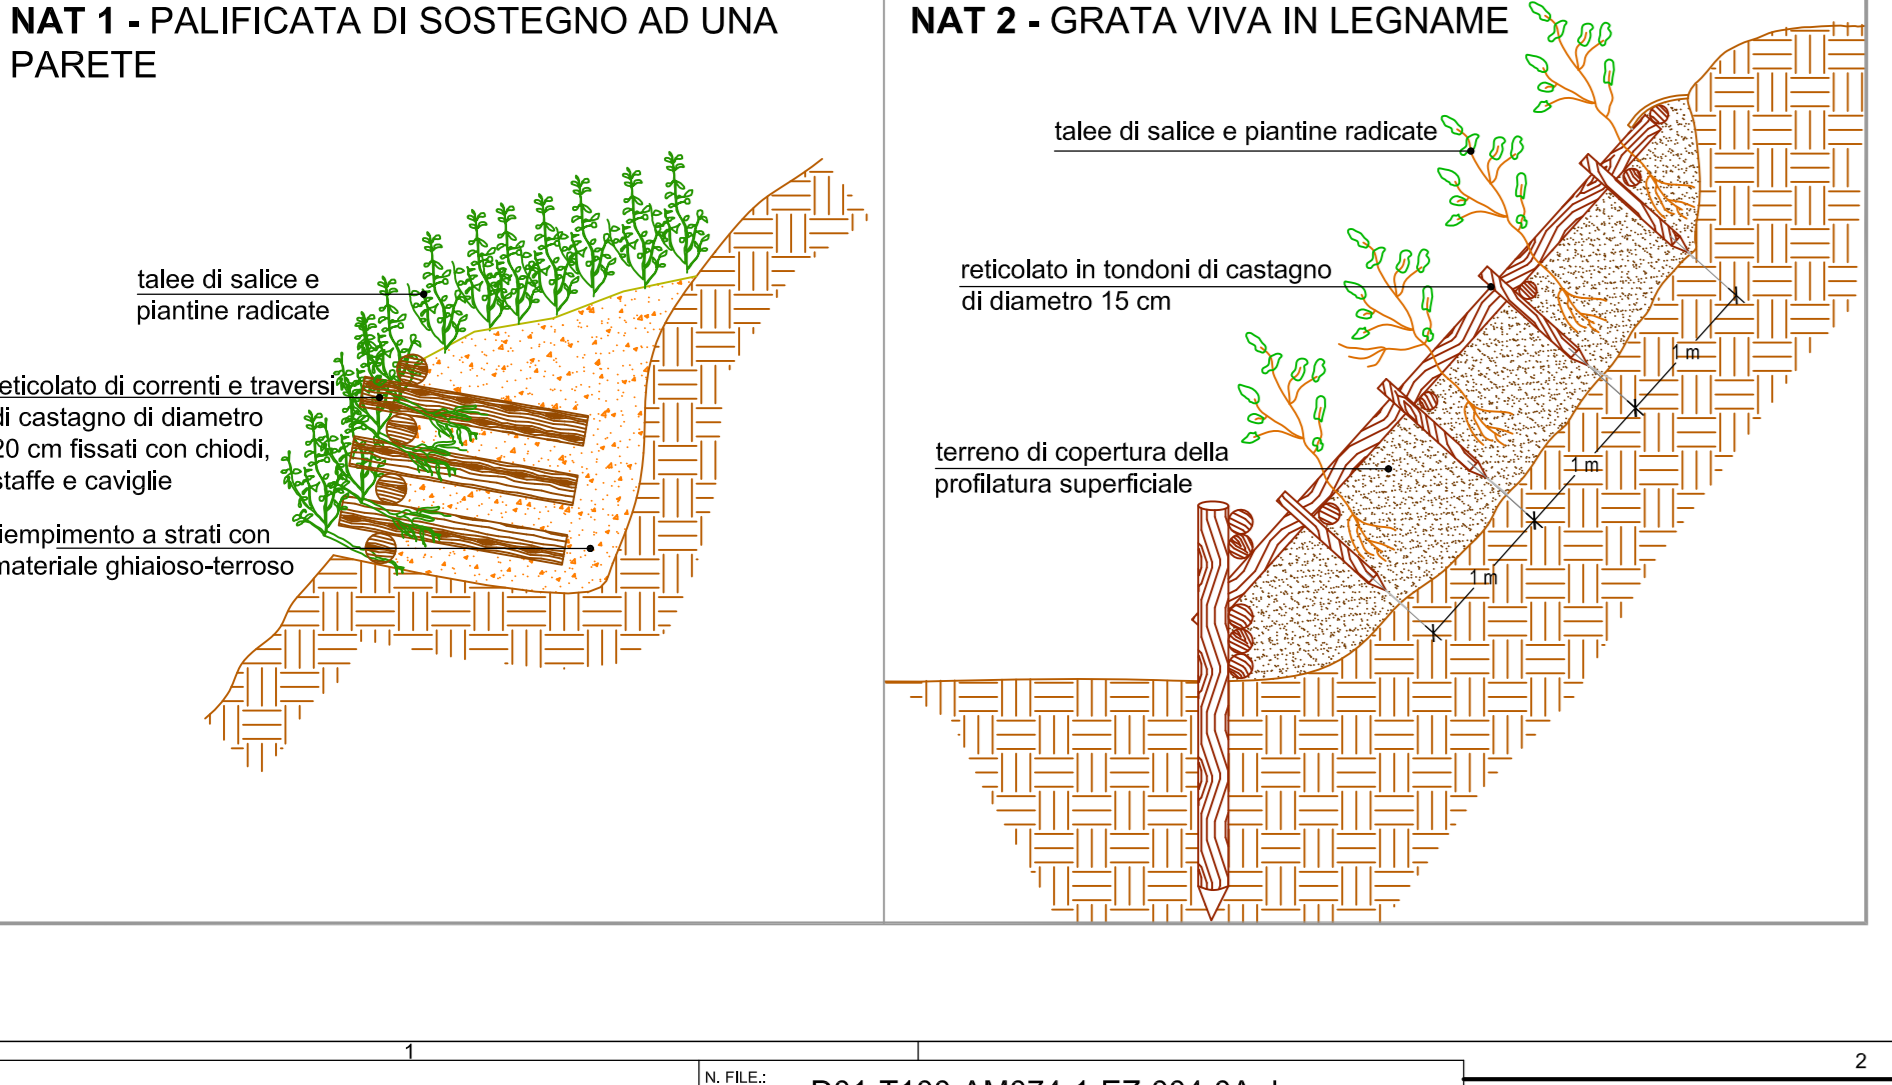 NAT 1 - PALIFICATA DI SOSTEGNO AD UNA
PARETE
talee di salice e
piantine radicate
eticolato di correnti e traversi
di castagno di diametro
20 cm fissati con chiodi,
staffe e caviglie
iempimento a strati con
materiale ghiaioso-terroso
NAT 2 - GRATA VIVA IN LEGNAME
talee di salice e piantine radicate
reticolato in tondoni di castagno
di diametro 15 cm
terreno di copertura della
profilatura superficiale
1 m
1 m
1 m
1
2
N. FILE.: